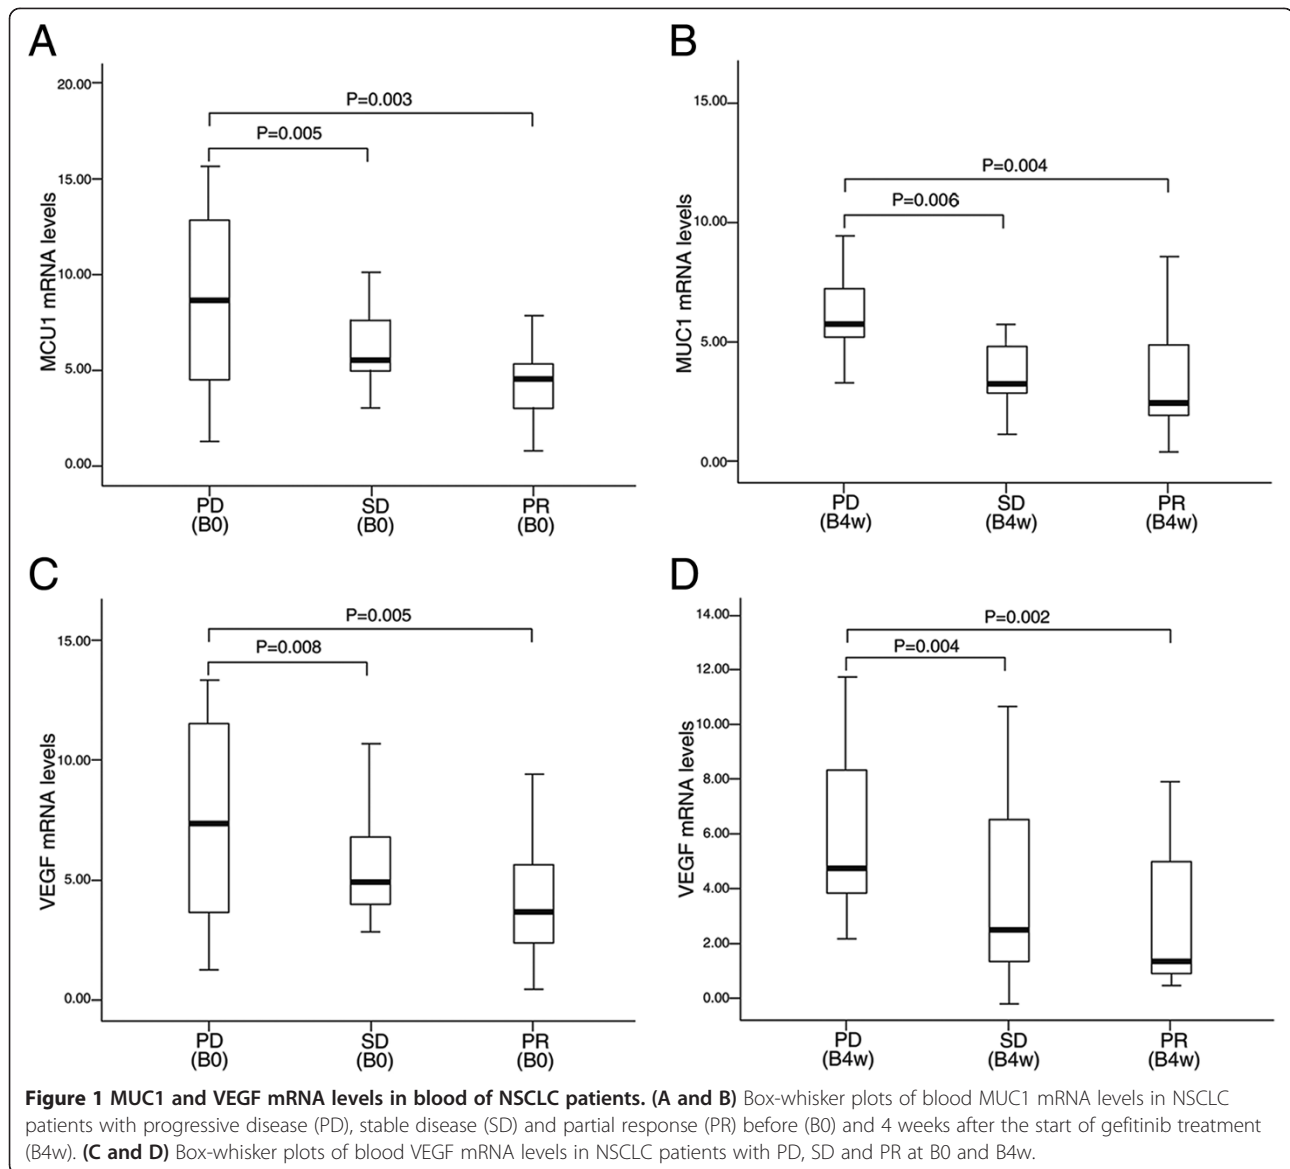 A
20.00
15.00
10.00
5.00
0.00
MCU1 mRNA levels
P=0.003
P=0.005
PD
(B0)
SD
(B0)
PR
(B0)
B
15.00
10.00
5.00
0.00
MUC1 mRNA levels
P=0.004
P=0.006
PD
(B4w)
SD
(B4w)
PR
(B4w)
C
15.00
10.00
5.00
0.00
VEGF mRNA levels
P=0.005
P=0.008
PD
(B0)
SD
(B0)
PR
(B0)
D
14.00
12.00
10.00
8.00
6.00
4.00
2.00
0.00
VEGF mRNA levels
P=0.002
P=0.004
PD
(B4w)
SD
(B4w)
PR
(B4w)
Figure 1 MUC1 and VEGF mRNA levels in blood of NSCLC patients. (A and B) Box-whisker plots of blood MUC1 mRNA levels in NSCLC
patients with progressive disease (PD), stable disease (SD) and partial response (PR) before (B0) and 4 weeks after the start of gefitinib treatment
(B4w). (C and D) Box-whisker plots of blood VEGF mRNA levels in NSCLC patients with PD, SD and PR at B0 and B4w.